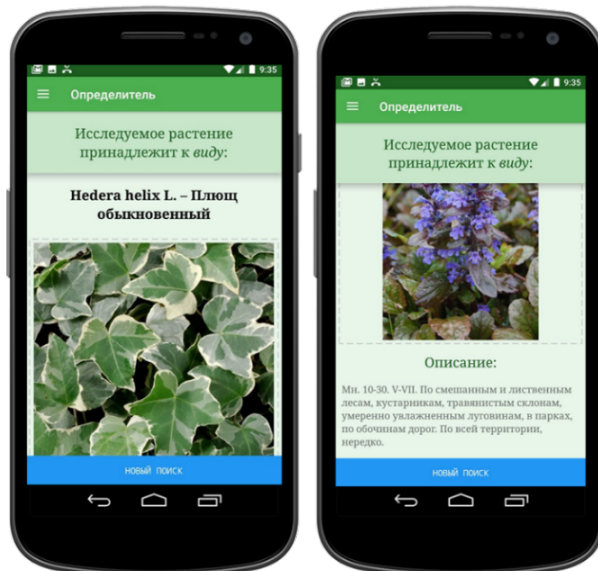 9:35
Определитель
Исследуемое растение
принадлежит к виду:
Hedera helix L. – Плющ
обыкновенный
НОВЫЙ ПОИСК
9:35
Определитель
Исследуемое растение
принадлежит к виду:
Описание:
Мн. 10-30. V-VII. По смешанным и лиственным
лесам, кустарникам, травянистым склонам,
умеренно увлажненным луговинам, в парках,
по обочинам дорог. По всей территории,
нередко.
НОВЫЙ ПОИСК